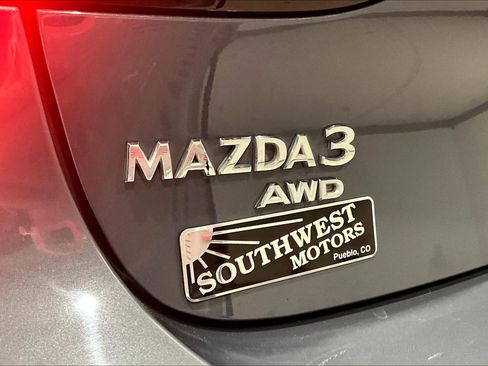 MAZDA3
AWD
SOUTHWEST
MOTORS
Pueblo, CO